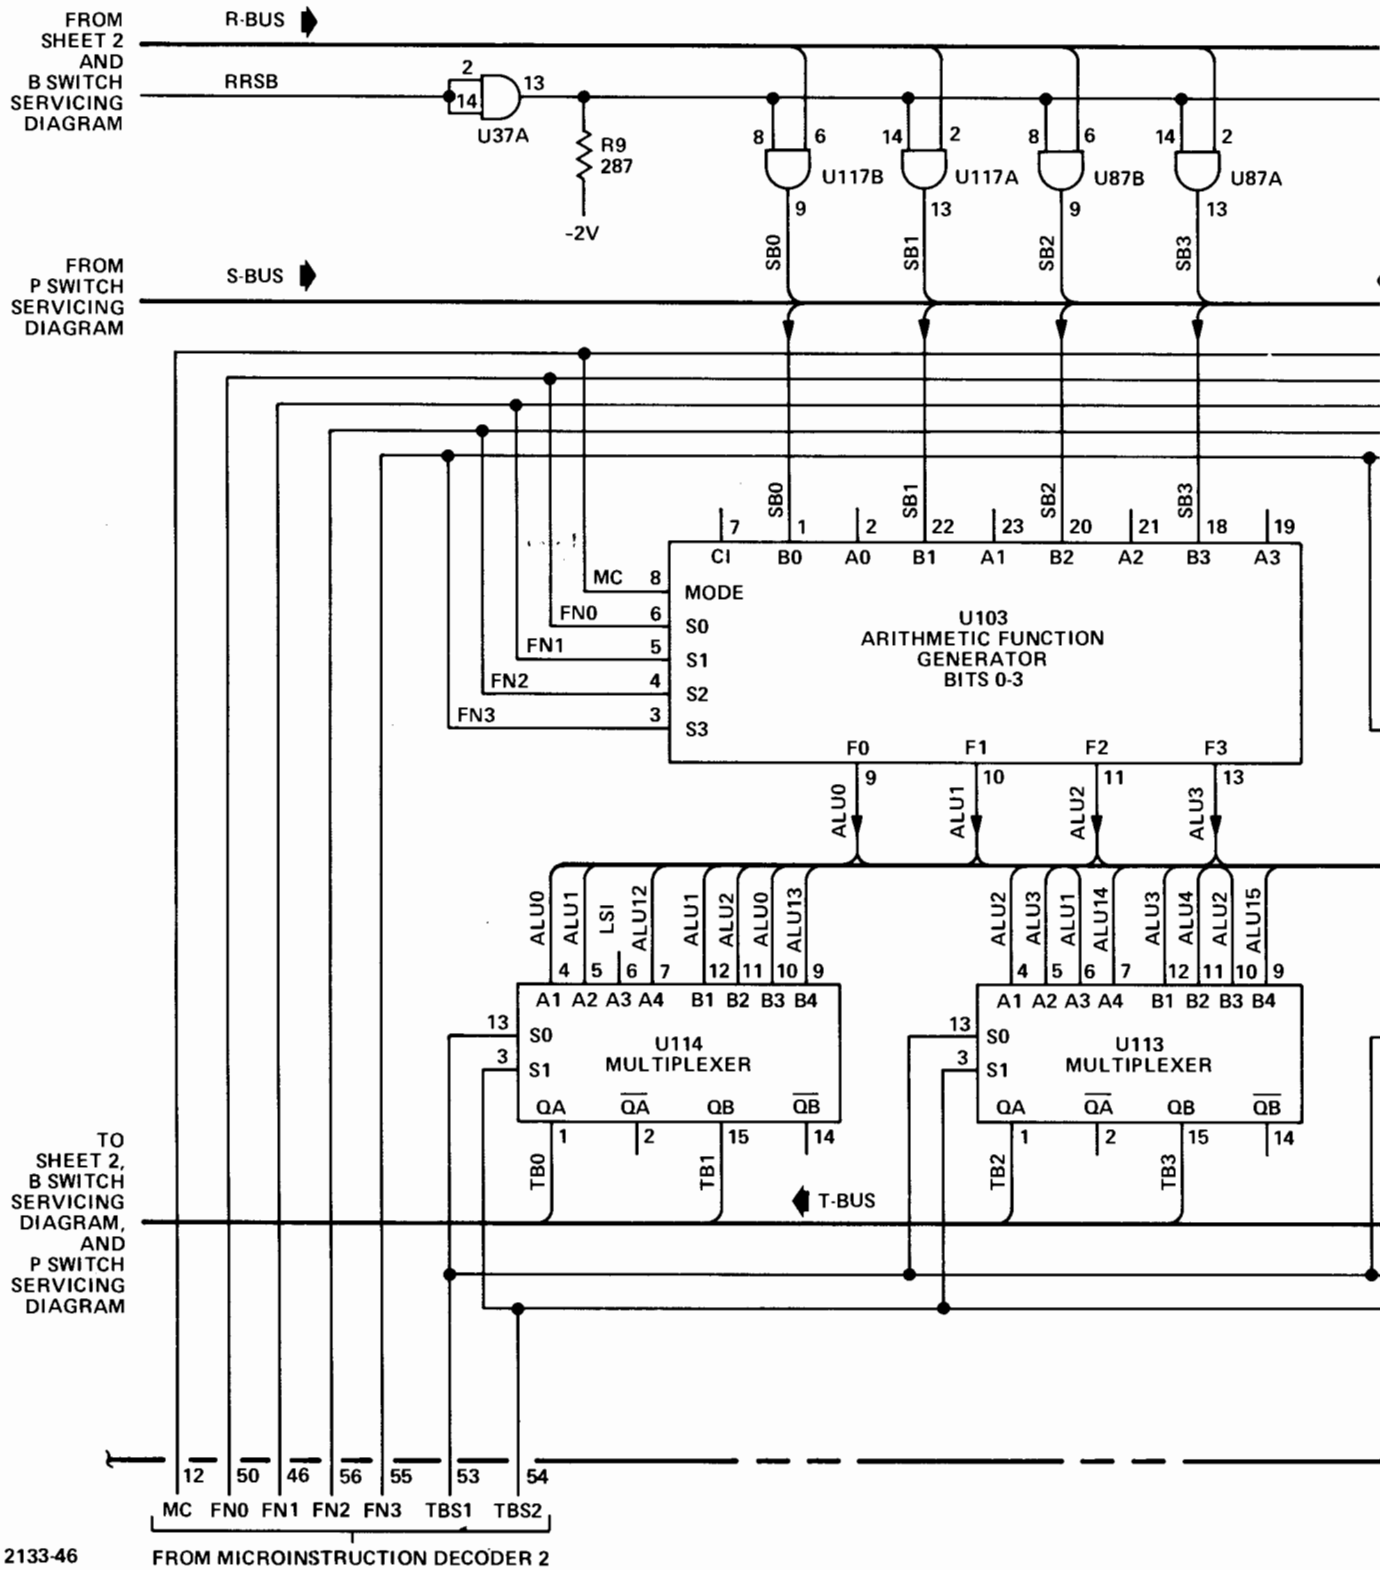 FROM
SHEET 2
AND
B SWITCH
SERVICING
DIAGRAM
R-BUS
RRSB
2
14
13
U37A
R9
287
-2V
8
6
U117B
9
14
2
U117A
13
8
6
U87B
9
14
2
U87A
13
SB0
SB1
SB2
SB3
FROM
P SWITCH
SERVICING
DIAGRAM
S-BUS
SB0
SB1
SB2
SB3
7
1
2
22
23
20
21
18
19
CI
B0
A0
B1
A1
B2
A2
B3
A3
MC
8
MODE
FN0
6
S0
FN1
5
S1
FN2
4
S2
FN3
3
S3
U103
ARITHMETIC FUNCTION
GENERATOR
BITS 0-3
F0
F1
F2
F3
9
10
11
13
ALU0
ALU1
ALU2
ALU3
ALU0
ALU1
LSI
ALU12
ALU1
ALU2
ALU0
ALU13
4
5
6
7
12
11
10
9
A1
A2
A3
A4
B1
B2
B3
B4
13
S0
3
S1
U114
MULTIPLEXER
QA
QA
QB
QB
1
2
15
14
TB0
TB1
ALU2
ALU3
ALU1
ALU14
ALU3
ALU4
ALU2
ALU15
4
5
6
7
12
11
10
9
A1
A2
A3
A4
B1
B2
B3
B4
13
S0
3
S1
U113
MULTIPLEXER
QA
QA
QB
QB
1
2
15
14
TB2
TB3
T-BUS
TO
SHEET 2,
B SWITCH
SERVICING
DIAGRAM,
AND
P SWITCH
SERVICING
DIAGRAM
12
50
46
56
55
53
54
MC
FN0
FN1
FN2
FN3
TBS1
TBS2
2133-46
FROM MICROINSTRUCTION DECODER 2